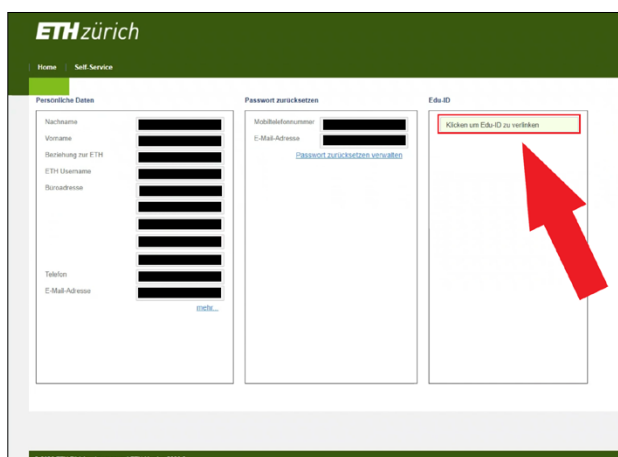 ETH zürich
Home Self-Service
Persönliche Daten
Nachname
Vorname
Beziehung zur ETH
ETH Username
Büroadresse
Telefon
E-Mail-Adresse
mehr...
Passwort zurücksetzen
Mobiltelefonnummer
E-Mail-Adresse
Passwort zurücksetzen verwalten
Edu-ID
Klicken um Edu-ID zu verlinken